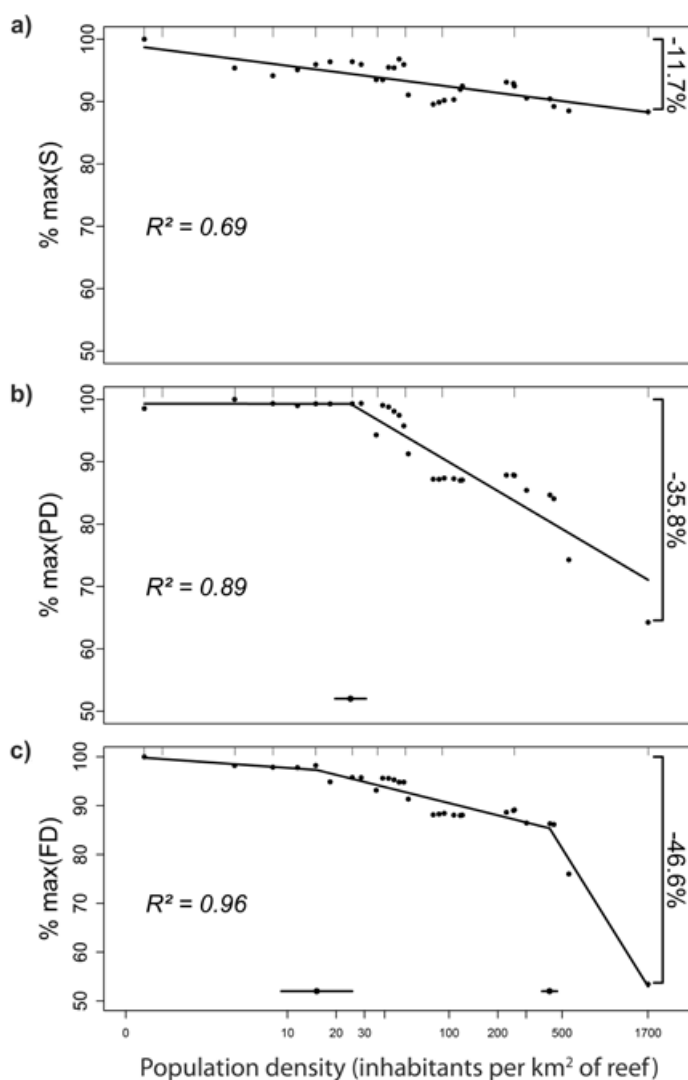 a)
100
90
80
70
60
50
% max(S)
R² = 0.69
-11.7%
b)
100
90
80
70
60
50
% max(PD)
R² = 0.89
-35.8%
c)
100
90
80
70
60
50
% max(FD)
R² = 0.96
-46.6%
0 10 20 30 100 200 500 1700
Population density (inhabitants per km² of reef)